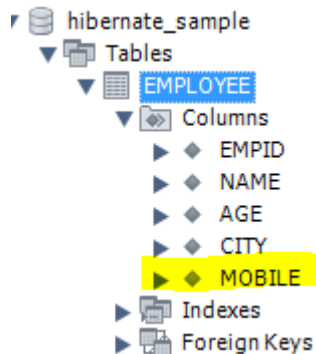 hibernate_sample
Tables
EMPLOYEE
Columns
EMPID
NAME
AGE
CITY
MOBILE
Indexes
Foreign Keys